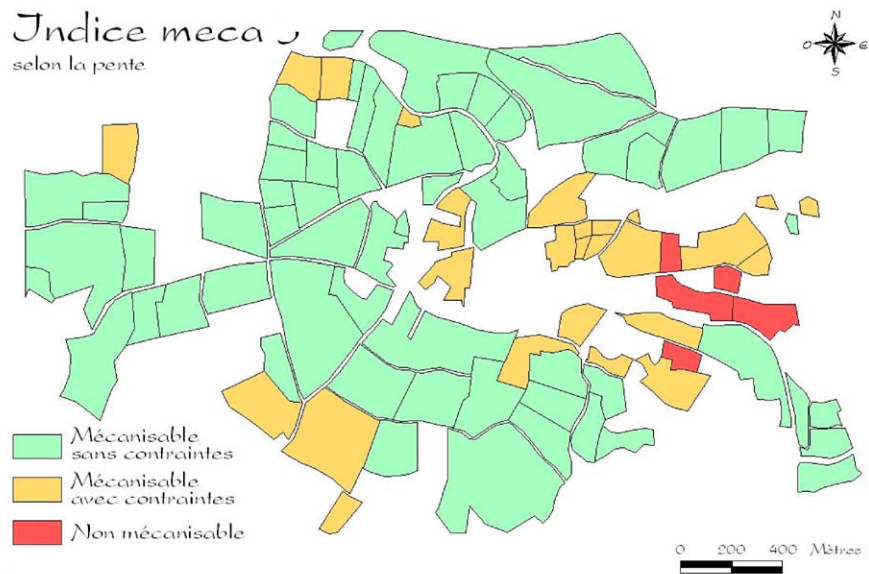 Indice meca
selon la pente
N
O
E
S
Mécanisable
sans contraintes
Mécanisable
avec contraintes
Non mécanisable
0 200 400 Mètres